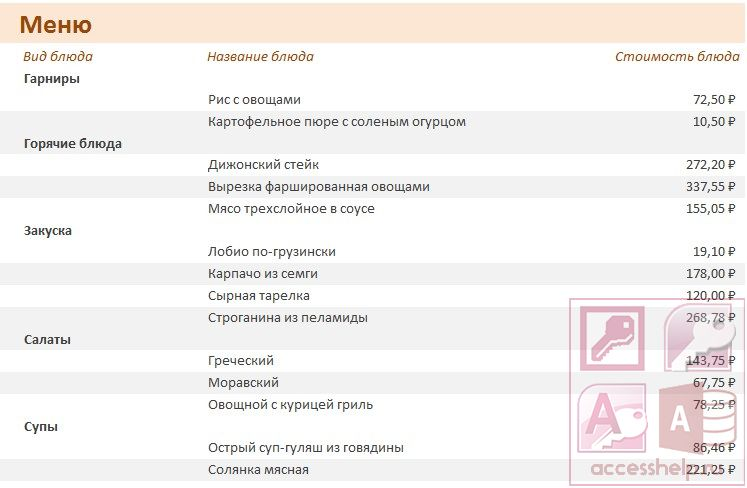 Меню
Вид блюда Название блюда Стоимость блюда
Гарниры
Рис с овощами 72,50 ₽
Картофельное пюре с соленым огурцом 10,50 ₽
Горячие блюда
Дижонский стейк 272,20 ₽
Вырезка фаршированная овощами 337,55 ₽
Мясо трехслойное в соусе 155,05 ₽
Закуска
Лобио по-грузински 19,10 ₽
Карпачо из семги 178,00 ₽
Сырная тарелка 120,00 ₽
Строганина из пеламиды 268,78 ₽
Салаты
Греческий 143,75 ₽
Моравский 67,75 ₽
Овощной с курицей гриль 78,25 ₽
Супы
Острый суп-гуляш из говядины 86,46 ₽
Солянка мясная 221,25 ₽
A A
accesshelp.ru